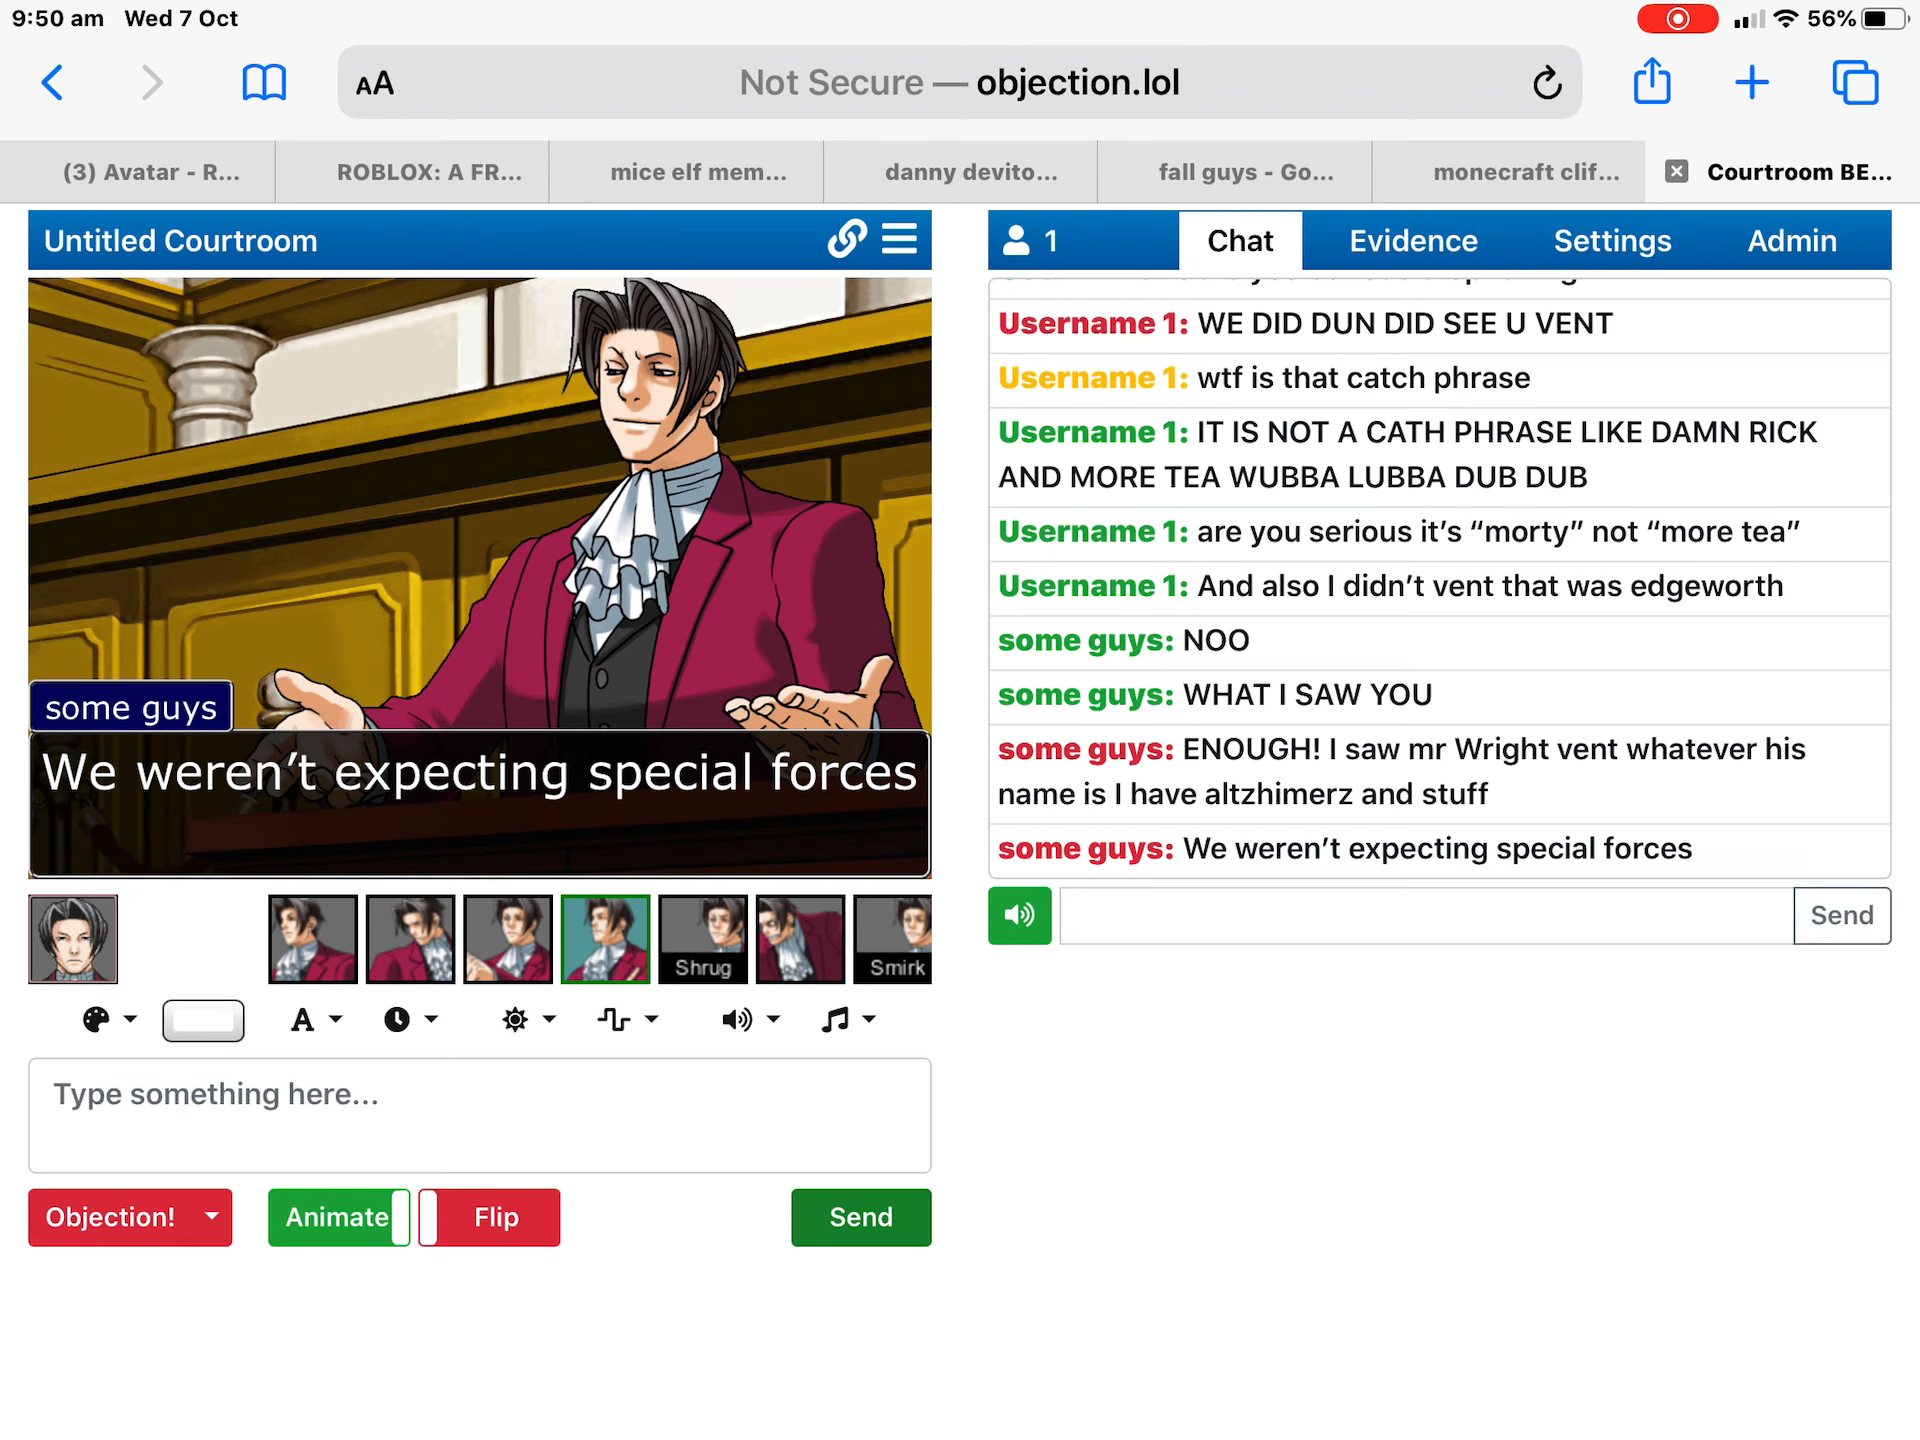 9:50 am Wed 7 Oct
56%
AA
Not Secure — objection.lol
(3) Avatar - R...
ROBLOX: A FR...
mice elf mem...
danny devito...
fall guys - Go...
monecraft clif...
Courtroom BE...
Untitled Courtroom
1
Chat
Evidence
Settings
Admin
some guys
We weren’t expecting special forces
Shrug
Smirk
Type something here...
Objection!
Animate
Flip
Send
Username 1: WE DID DUN DID SEE U VENT
Username 1: wtf is that catch phrase
Username 1: IT IS NOT A CATH PHRASE LIKE DAMN RICK
AND MORE TEA WUBBA LUBBA DUB DUB
Username 1: are you serious it’s “morty” not “more tea”
Username 1: And also I didn’t vent that was edgeworth
some guys: NOO
some guys: WHAT I SAW YOU
some guys: ENOUGH! I saw mr Wright vent whatever his
name is I have altzhimerz and stuff
some guys: We weren’t expecting special forces
Send